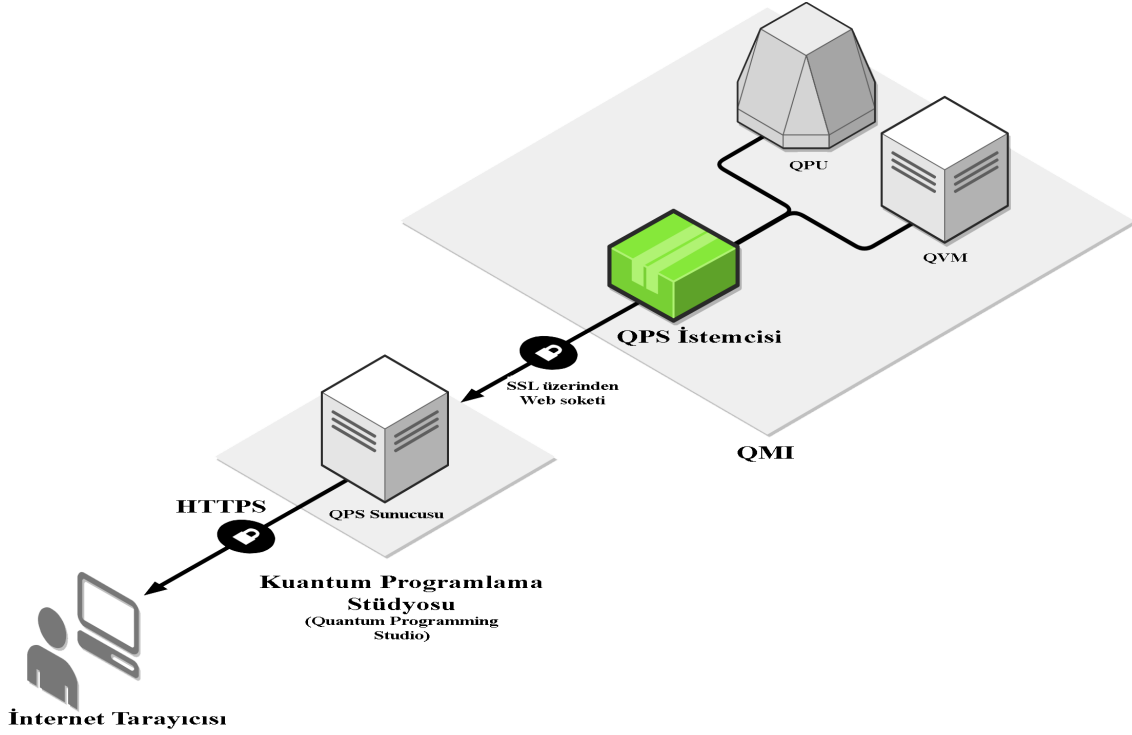 QPU
QVM
QPS İstemcisi
SSL üzerinden
Web soketi
QMI
HTTPS
QPS Sunucusu
Kuantum Programlama
Stüdyosu
(Quantum Programming
Studio)
İnternet Tarayıcısı